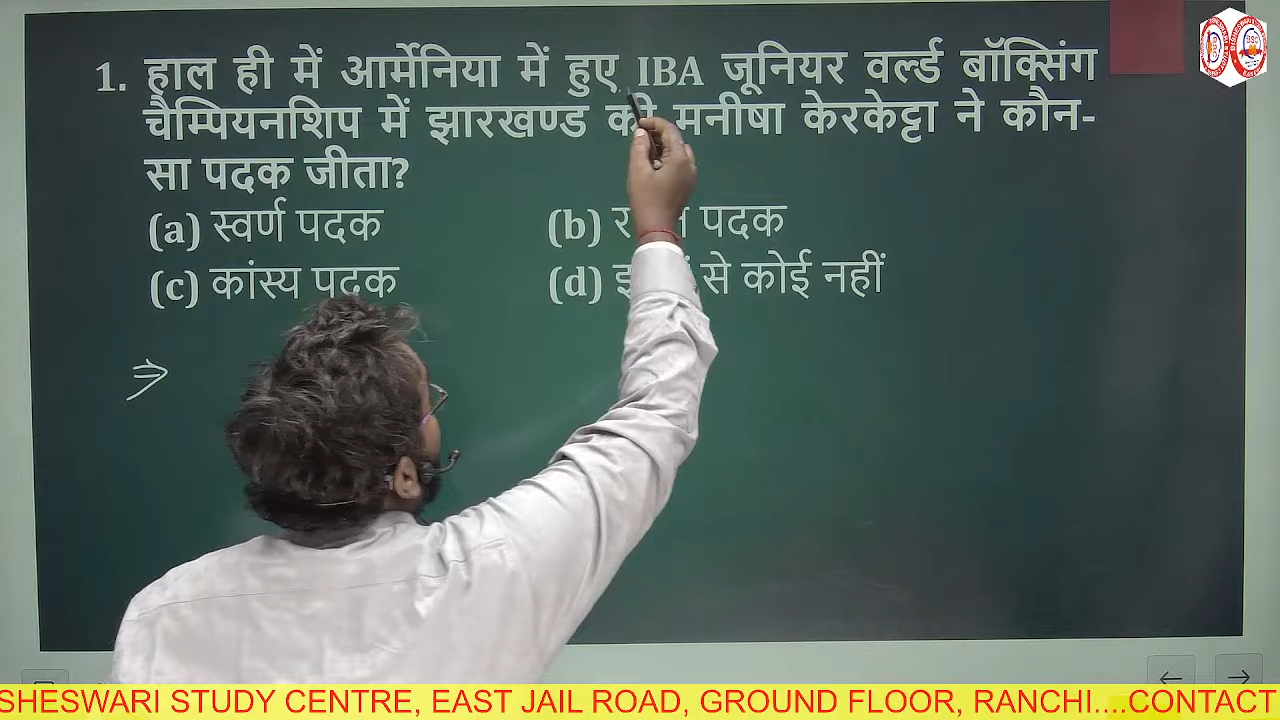 1. हाल ही में आर्मेनिया में हुए IBA जूनियर वर्ल्ड बॉक्सिंग
चैम्पियनशिप में झारखण्ड की मनीषा केरकेट्टा ने कौन-
सा पदक जीता?
(a) स्वर्ण पदक (b) पदक
(c) कांस्य पदक (d) से कोई नहीं
SHESWARI STUDY CENTRE, EAST JAIL ROAD, GROUND FLOOR, RANCHI....CONTACT